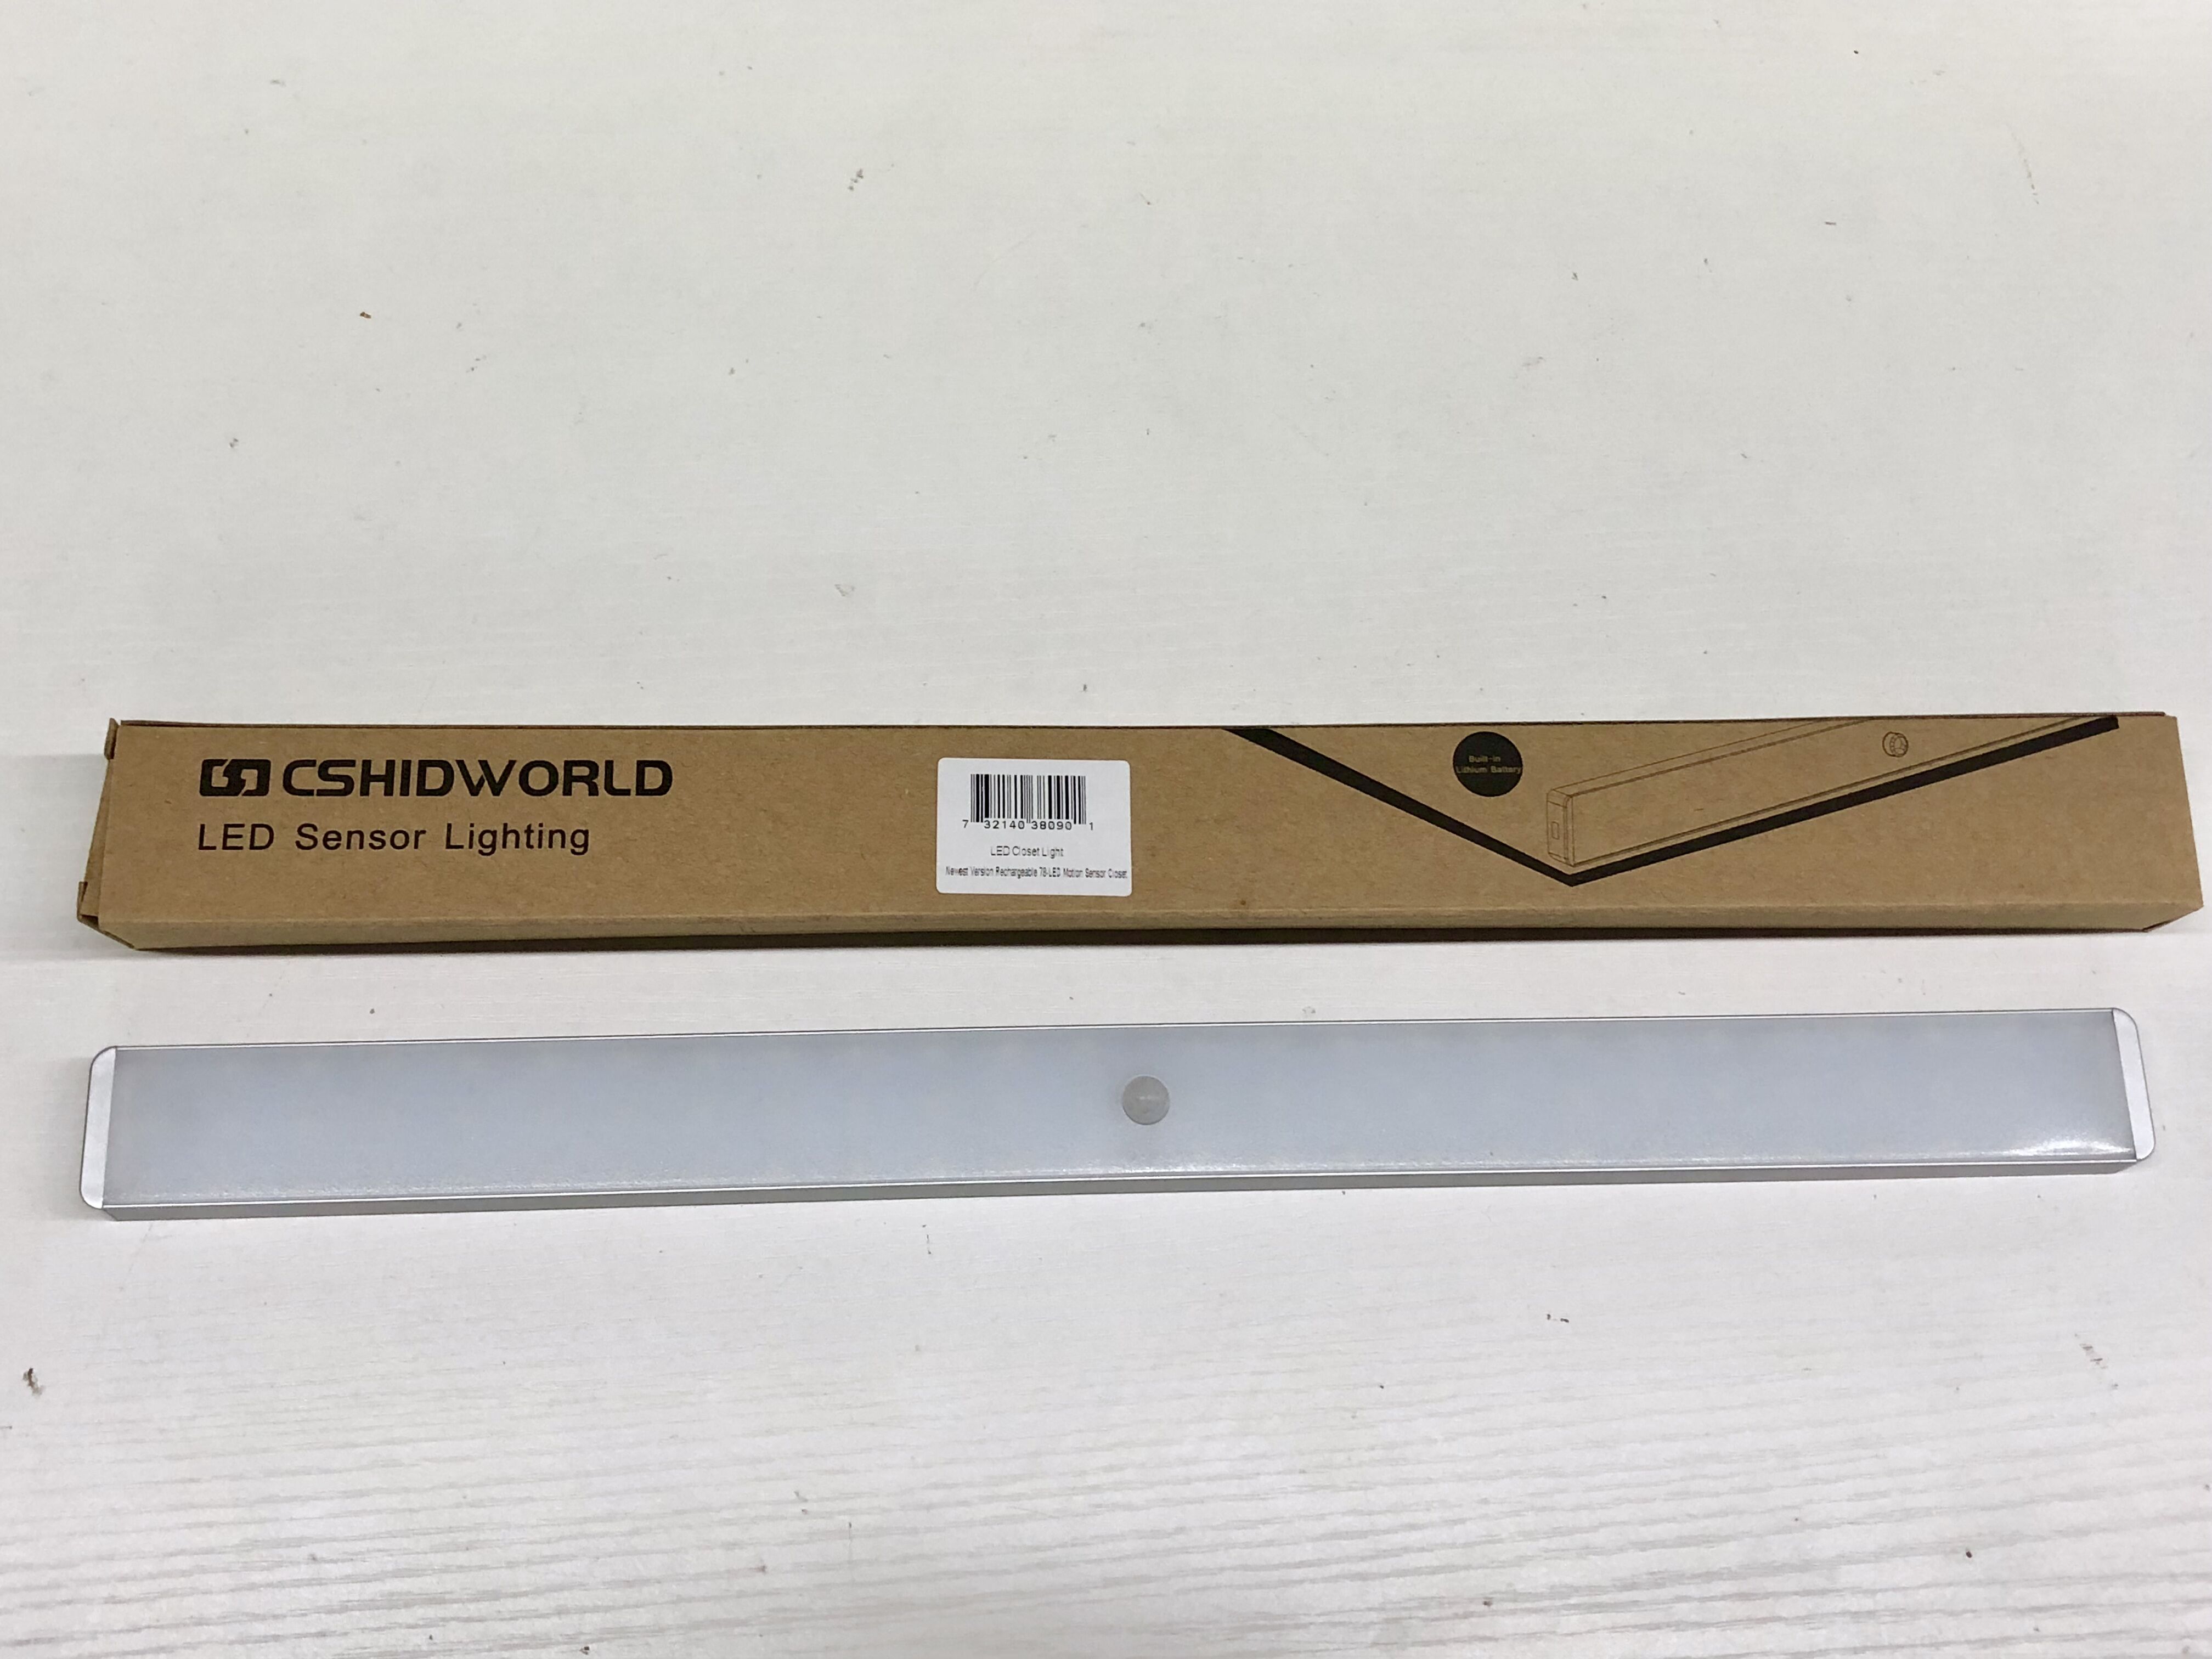 CSHIDWORLD
LED Sensor Lighting
7 32140 38090 1
LED Closet Light
Newest Version Rechargeable 78-LED Motion Sensor Closet
Built-in
Lithium Battery